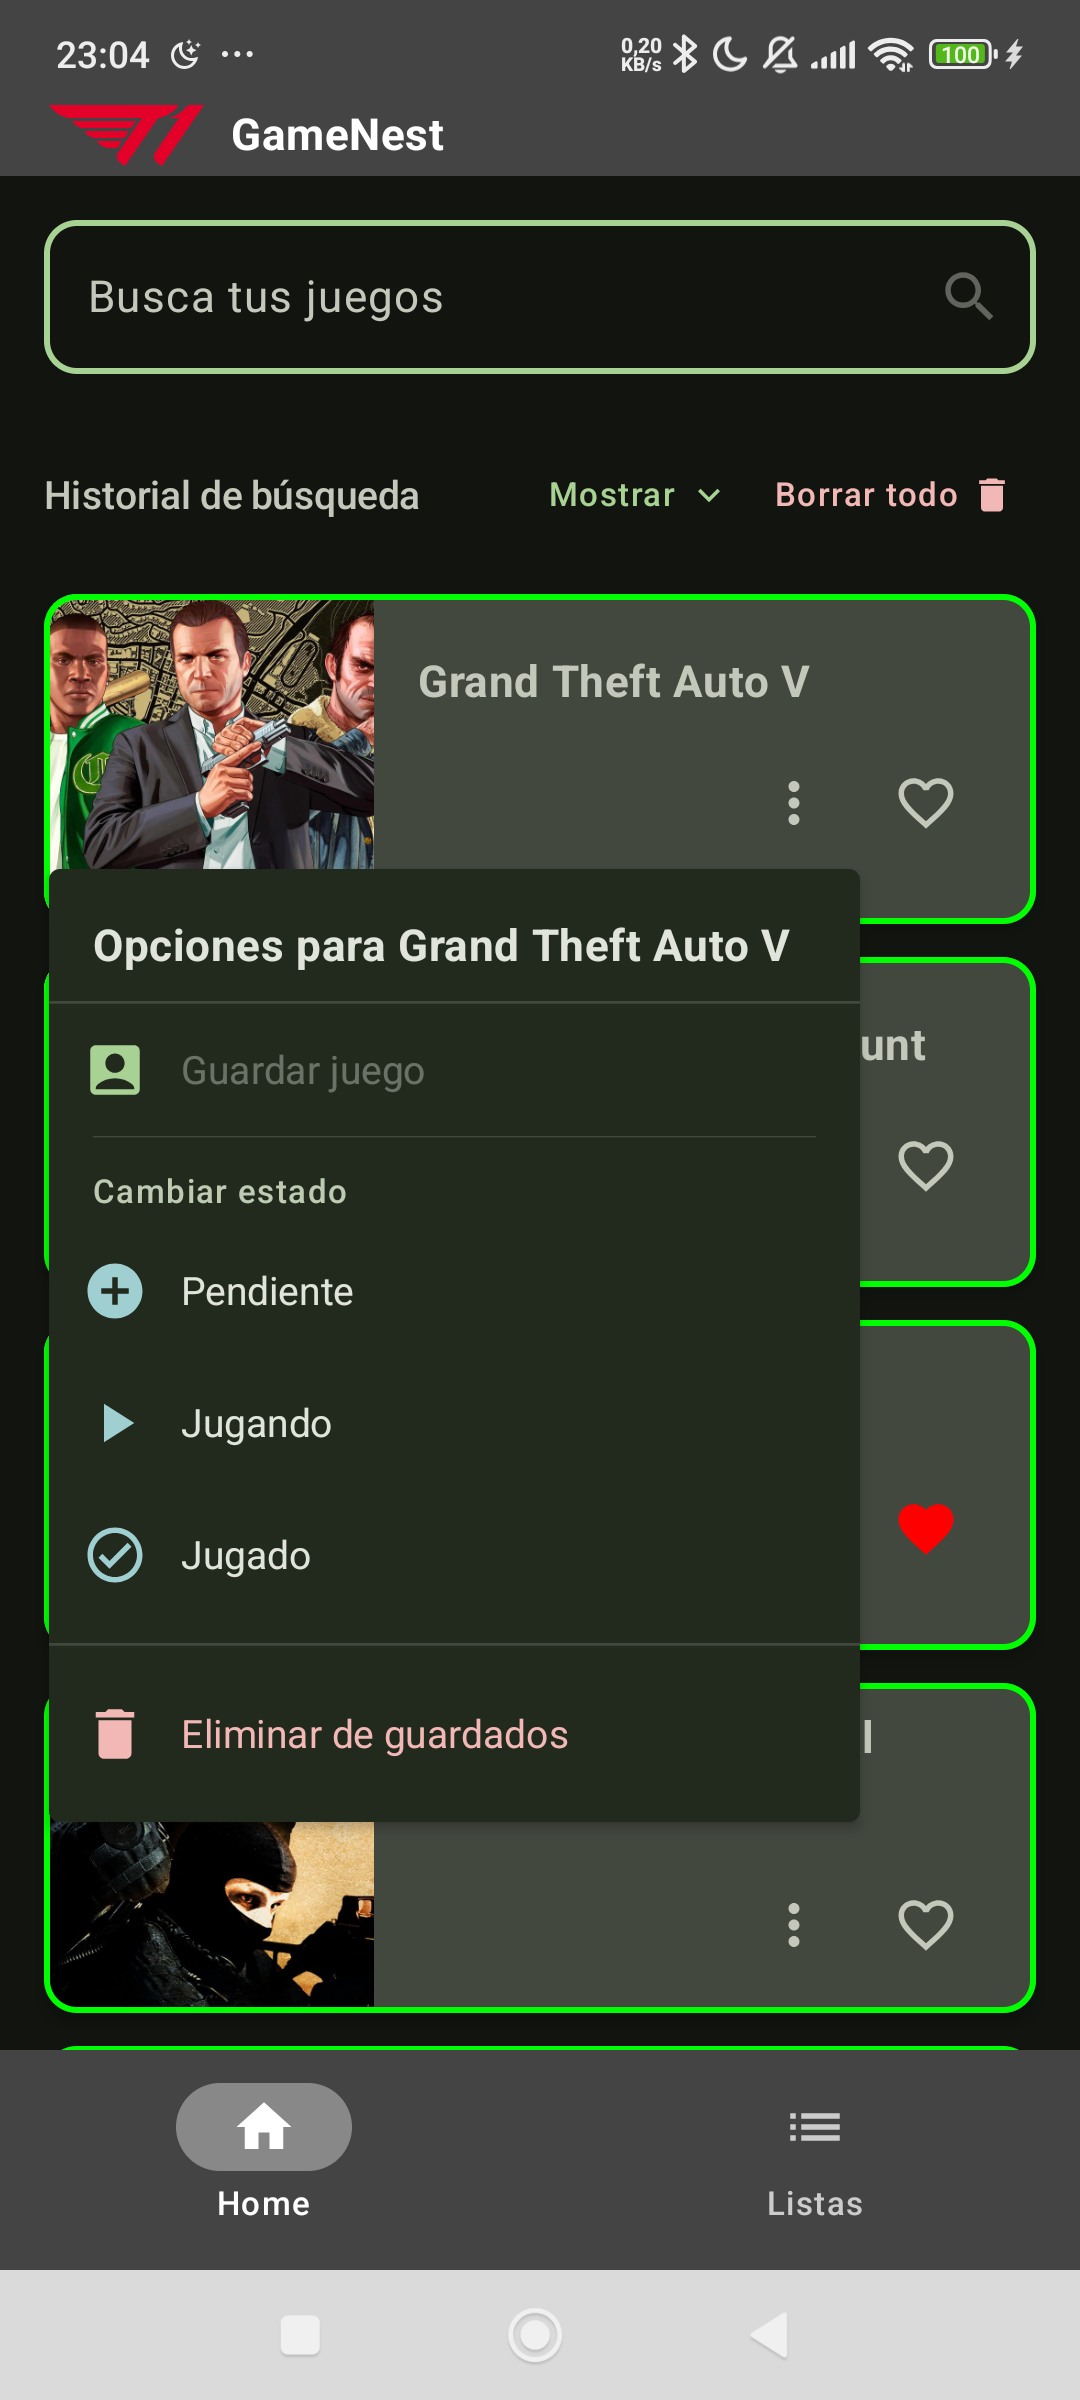 23:04
0,20
KB/s
100
GameNest
Busca tus juegos
Historial de búsqueda
Mostrar
Borrar todo
Grand Theft Auto V
Opciones para Grand Theft Auto V
unt
Guardar juego
Cambiar estado
Pendiente
Jugando
Jugado
Eliminar de guardados
l
Home
Listas